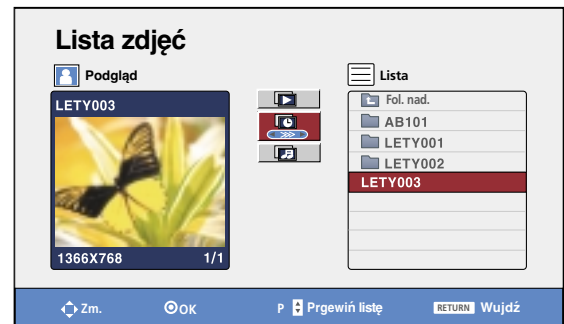 Lista zdjęć
Podgląd
Lista
LETY003
1366X768 1/1
Fol. nad.
AB101
LETY001
LETY002
LETY003
Zm. OK P Prgewiń listę RETURN Wujdź